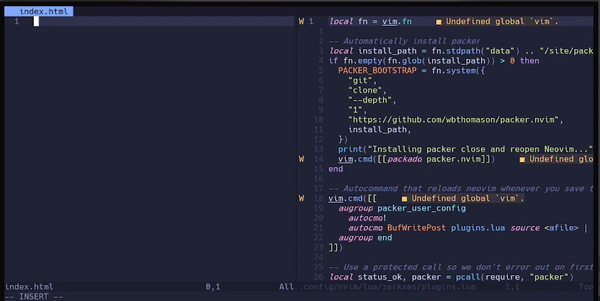 index.html
1
W 1 local fn = vim.fn ■ Undefined global `vim`.
1
2 -- Automatically install packer
3 local install_path = fn.stdpath("data") .. "/site/pack
4 if fn.empty(fn.glob(install_path)) > 0 then
5 PACKER_BOOTSTRAP = fn.system({
6 "git",
7 "clone",
8 "--depth",
9 "1",
10 "https://github.com/wbthomason/packer.nvim",
11 install_path,
12 })
13 print("Installing packer close and reopen Neovim..."
W 14 vim.cmd([[packadd packer.nvim]]) ■ Undefined glo
15 end
16
17 -- Autocommand that reloads neovim whenever you save t
W 18 vim.cmd([[ ■ Undefined global `vim`.
19 augroup packer_user_config
20 autocmd!
21 autocmd BufWritePost plugins.lua source <afile> |
22 augroup end
23 ]])
24
25 -- Use a protected call so we don't error out on first
26 local status_ok, packer = pcall(require, "packer")
index.html 0,1 All .config/nvim/lua/zerkxes/plugins.lua 1,1 Top
-- INSERT --